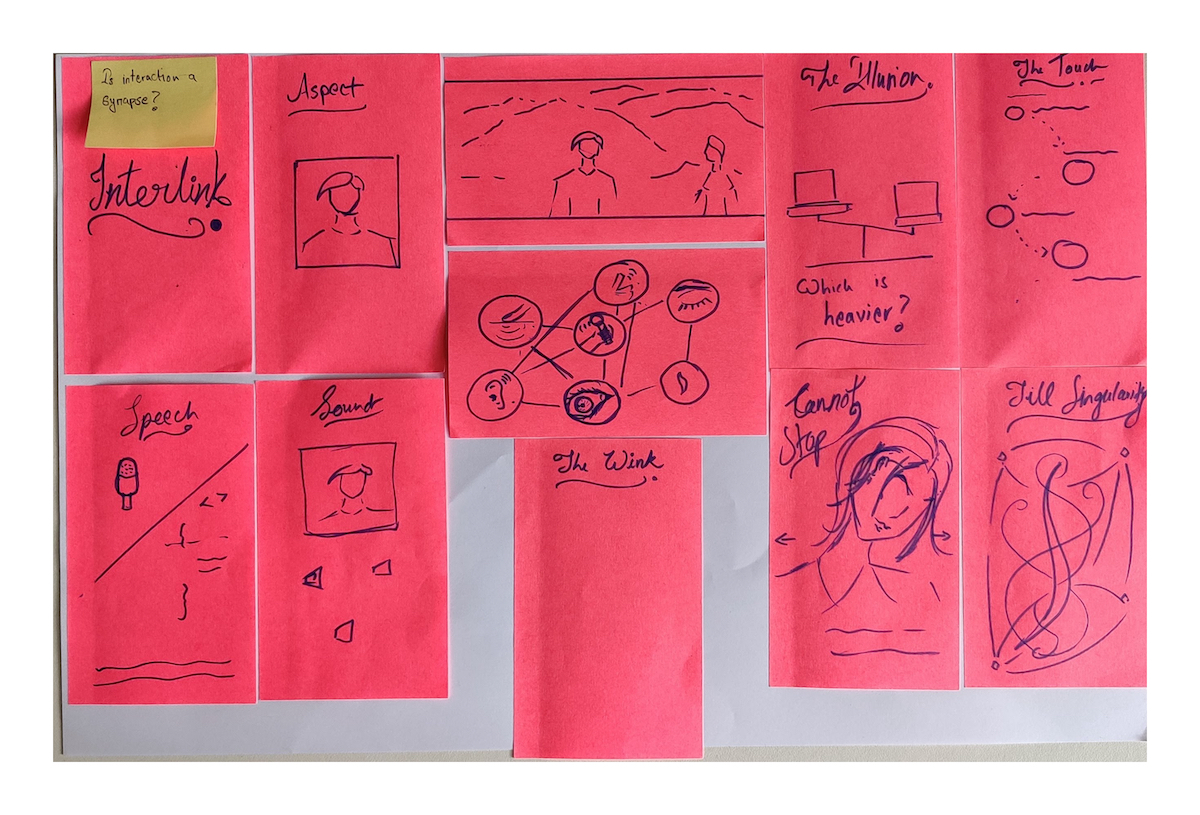 Is interaction a
Synapse?
Interlink
Aspect
The Illusion.
Which is
heavier?
The Touch
Speech
Sound
The Wink
Cannot
Stop
Till Singularity